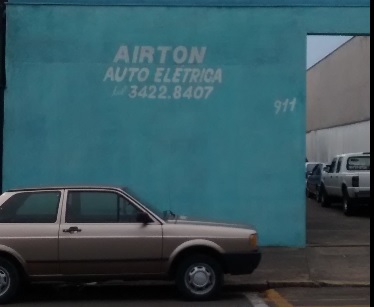 AIRTON
AUTO ELETRICA
3422.8407
911